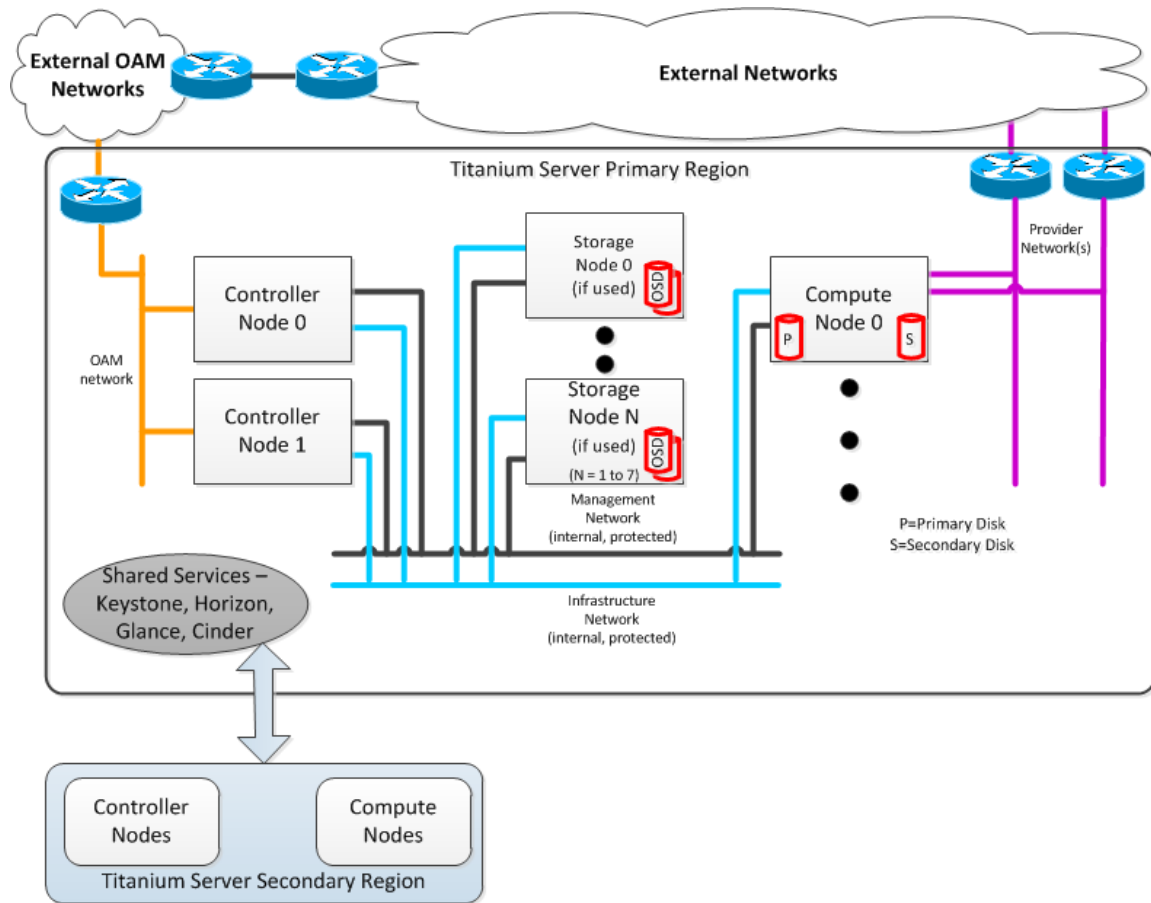 External OAM
Networks
External Networks
Titanium Server Primary Region
Provider
Network(s)
Storage
Node 0
(if used)
OSD
Controller
Node 0
Compute
Node 0
P
S
OAM
network
Controller
Node 1
Storage
Node N
(if used)
(N = 1 to 7)
OSD
Management
Network
(internal, protected)
P=Primary Disk
S=Secondary Disk
Shared Services –
Keystone, Horizon,
Glance, Cinder
Infrastructure
Network
(internal, protected)
Controller
Nodes
Compute
Nodes
Titanium Server Secondary Region